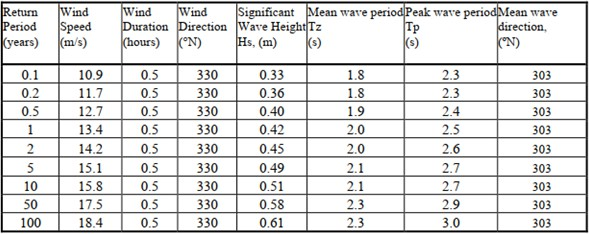 Return Period (years) Wind Speed (m/s) Wind Duration (hours) Wind Direction (°N) Significant Wave Height Hs, (m) Mean wave period Tz (s) Peak wave period Tp (s) Mean wave direction, (°N)
0.1 10.9 0.5 330 0.33 1.8 2.3 303
0.2 11.7 0.5 330 0.36 1.8 2.3 303
0.5 12.7 0.5 330 0.40 1.9 2.4 303
1 13.4 0.5 330 0.42 2.0 2.5 303
2 14.2 0.5 330 0.45 2.0 2.6 303
5 15.1 0.5 330 0.49 2.1 2.7 303
10 15.8 0.5 330 0.51 2.1 2.7 303
50 17.5 0.5 330 0.58 2.3 2.9 303
100 18.4 0.5 330 0.61 2.3 3.0 303